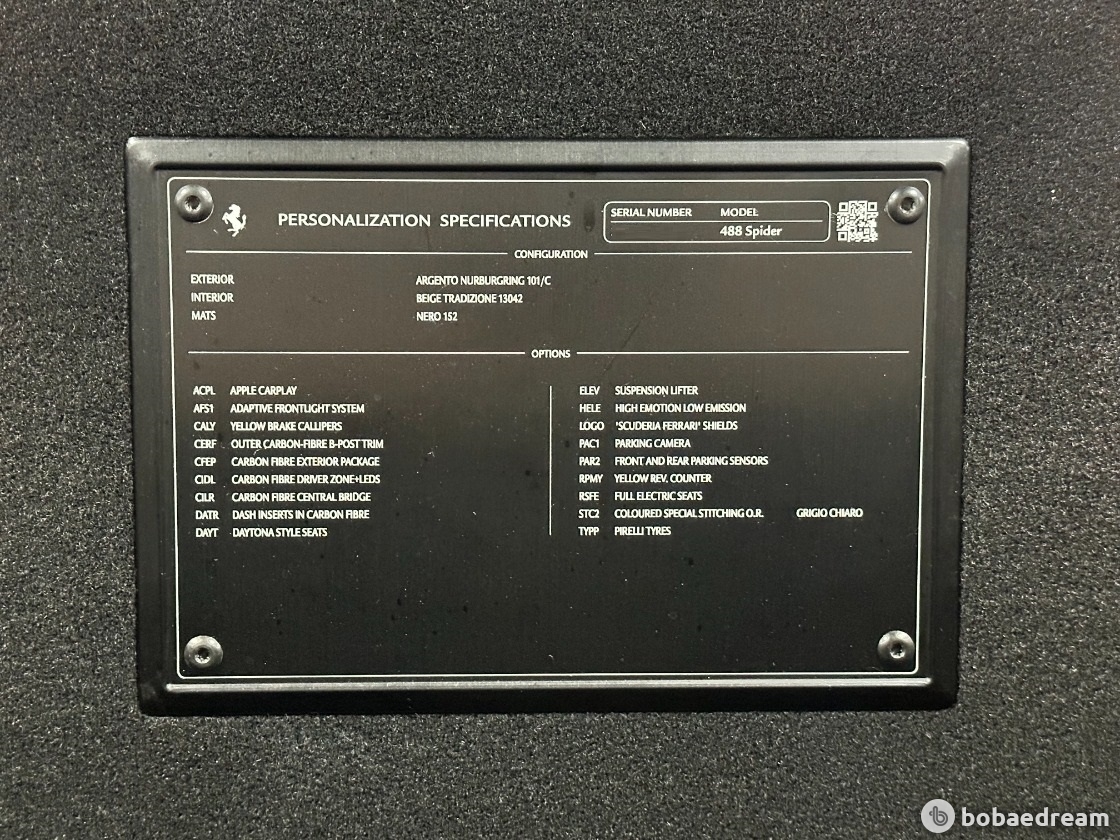 PERSONALIZATION SPECIFICATIONS
SERIAL NUMBER MODEL
488 Spider
CONFIGURATION
EXTERIOR ARGENTO NURBURGRING 101/C
INTERIOR BEIGE TRADIZIONE 13042
MATS NERO 152
OPTIONS
ACPL APPLE CARPLAY
AFS1 ADAPTIVE FRONTLIGHT SYSTEM
CALY YELLOW BRAKE CALLIPERS
CERF OUTER CARBON-FIBRE B-POST TRIM
CFEP CARBON FIBRE EXTERIOR PACKAGE
CIDL CARBON FIBRE DRIVER ZONE+LEDS
CILR CARBON FIBRE CENTRAL BRIDGE
DATR DASH INSERTS IN CARBON FIBRE
DAYT DAYTONA STYLE SEATS
ELEV SUSPENSION LIFTER
HELE HIGH EMOTION LOW EMISSION
LOGO 'SCUDERIA FERRARI' SHIELDS
PAC1 PARKING CAMERA
PAR2 FRONT AND REAR PARKING SENSORS
RPMY YELLOW REV. COUNTER
RSFE FULL ELECTRIC SEATS
STC2 COLOURED SPECIAL STITCHING O.R. GRIGIO CHIARO
TYPP PIRELLI TYRES
bobaedream